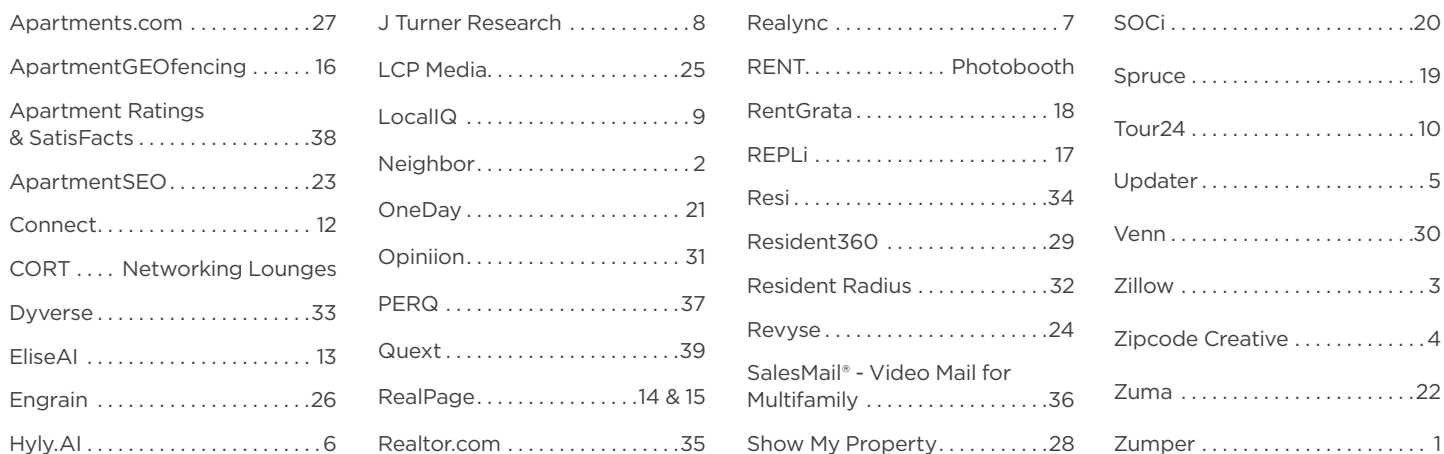 Apartments.com ............27
ApartmentGEOfencing ...... 16
Apartment Ratings
& SatisFacts ................38
ApartmentSEO.............23
Connect.................... 12
CORT .... Networking Lounges
Dyverse.....................33
EliseAI ..................... 13
Engrain ....................26
Hyly.AI .....................6
J Turner Research ............8
LCP Media..................25
LocalIQ ....................9
Neighbor....................2
OneDay .................... 21
Opiniion.................... 31
PERQ ......................37
Quext ......................39
RealPage..............14 & 15
Realtor.com ................35
Realync ....................7
RENT............. Photobooth
RentGrata.................. 18
REPLi ..................... 17
Resi.......................34
Resident360 ...............29
Resident Radius ............32
Revyse.....................24
SalesMail® - Video Mail for
Multifamily .................36
Show My Property..........28
SOCi.......................20
Spruce ..................... 19
Tour24 .....................10
Updater.....................5
Venn.......................30
Zillow ......................3
Zipcode Creative ............4
Zuma ......................22
Zumper ..................... 1